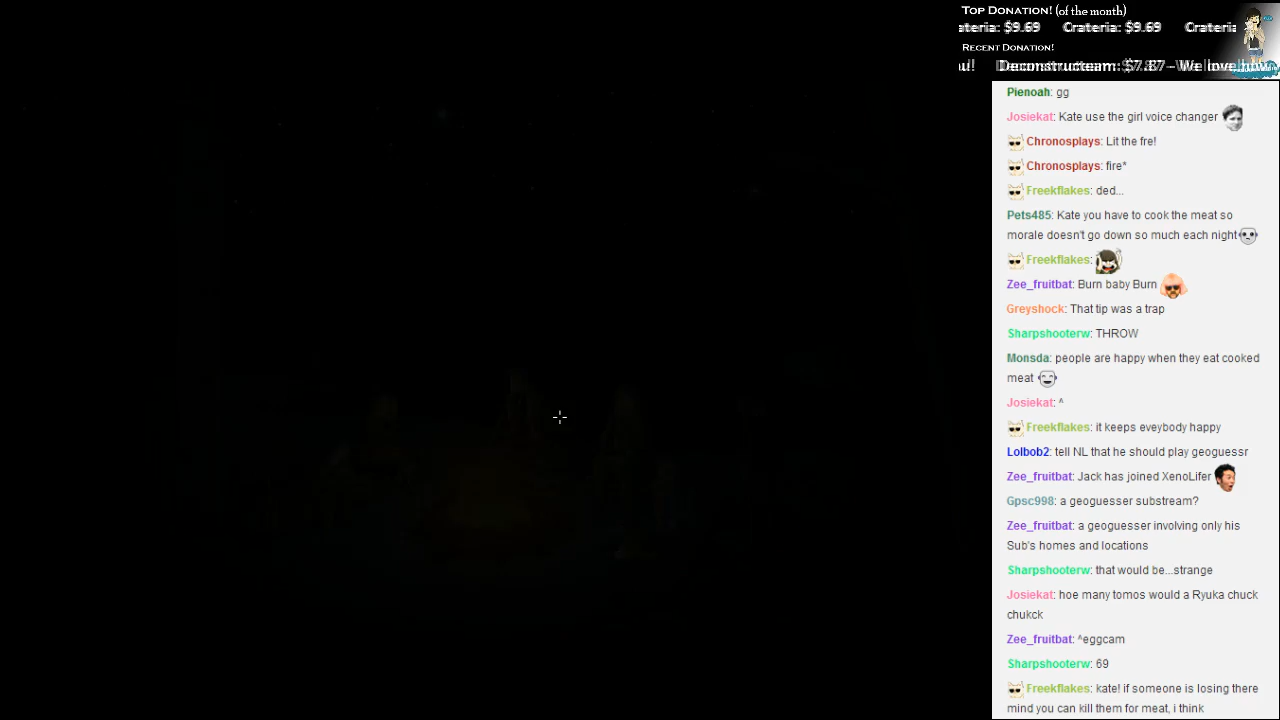 Top Donation! (of the month)
ateria: $9.69 Crateria: $9.69 Crateria:
Recent Donation!
Deconstructeam: $7.87 - We love how
Pienoah: gg
Josiekat: Kate use the girl voice changer
Chronosplays: Lit the fre!
Chronosplays: fire*
Freekflakes: ded...
Pets485: Kate you have to cook the meat so
morale doesn't go down so much each night
Freekflakes:
Zee_fruitbat: Burn baby Burn
Greyshock: That tip was a trap
Sharpshooterw: THROW
Monsda: people are happy when they eat cooked
meat
Josiekat: ^
Freekflakes: it keeps eveybody happy
Lolbob2: tell NL that he should play geoguessr
Zee_fruitbat: Jack has joined XenoLifer
Gpsc998: a geoguesser substream?
Zee_fruitbat: a geoguesser involving only his
Sub's homes and locations
Sharpshooterw: that would be...strange
Josiekat: hoe many tomos would a Ryuka chuck
chukck
Zee_fruitbat: ^eggcam
Sharpshooterw: 69
Freekflakes: kate! if someone is losing there
mind you can kill them for meat, i think